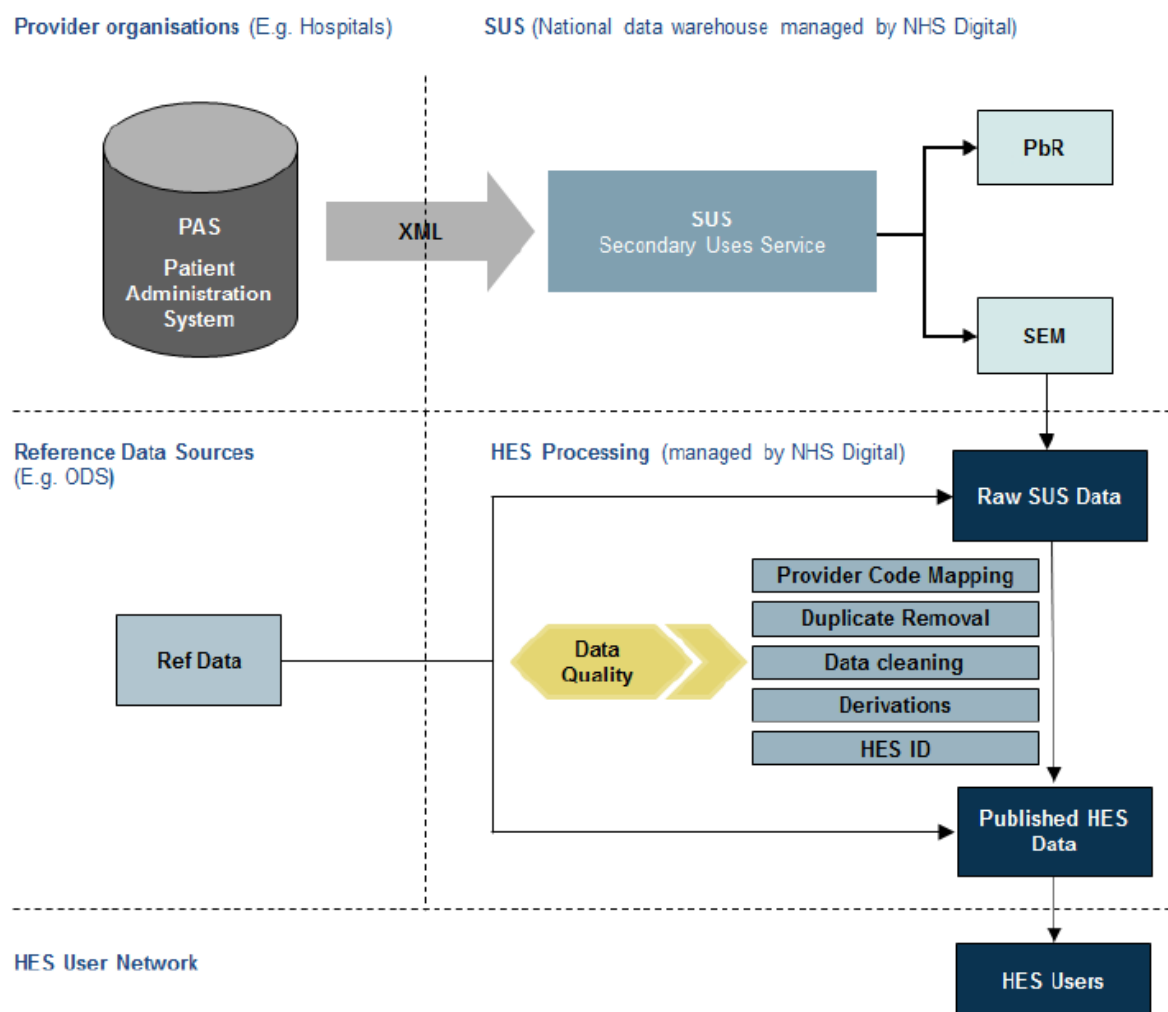 Provider organisations (E.g. Hospitals)
SUS (National data warehouse managed by NHS Digital)
PAS
Patient
Administration
System
XML
SUS
Secondary Uses Service
PbR
SEM
Reference Data Sources
(E.g. ODS)
HES Processing (managed by NHS Digital)
Raw SUS Data
Ref Data
Data
Quality
Provider Code Mapping
Duplicate Removal
Data cleaning
Derivations
HES ID
Published HES
Data
HES User Network
HES Users